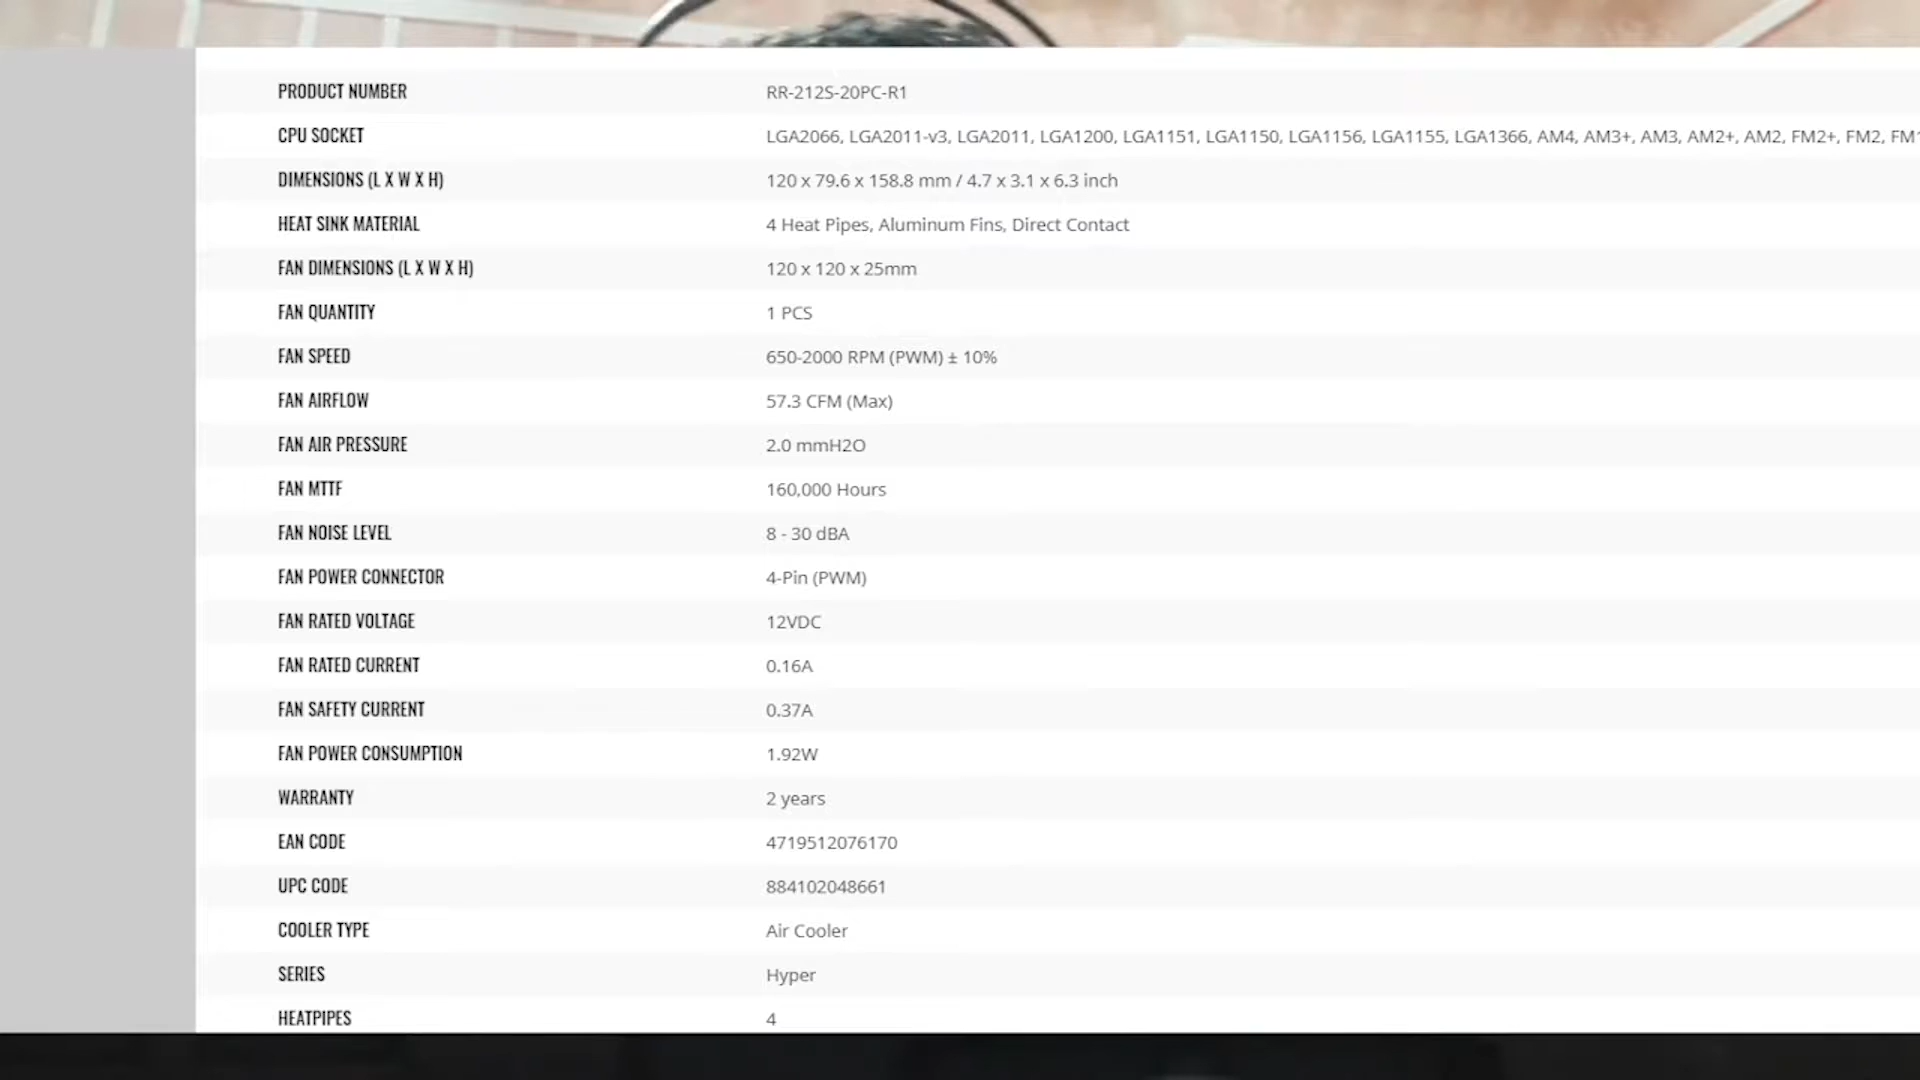 PRODUCT NUMBER RR-212S-20PC-R1
CPU SOCKET LGA2066, LGA2011-v3, LGA2011, LGA1200, LGA1151, LGA1150, LGA1156, LGA1155, LGA1366, AM4, AM3+, AM3, AM2+, AM2, FM2+, FM2, FM1
DIMENSIONS (L X W X H) 120 x 79.6 x 158.8 mm / 4.7 x 3.1 x 6.3 inch
HEAT SINK MATERIAL 4 Heat Pipes, Aluminum Fins, Direct Contact
FAN DIMENSIONS (L X W X H) 120 x 120 x 25mm
FAN QUANTITY 1 PCS
FAN SPEED 650-2000 RPM (PWM) ± 10%
FAN AIRFLOW 57.3 CFM (Max)
FAN AIR PRESSURE 2.0 mmH2O
FAN MTTF 160,000 Hours
FAN NOISE LEVEL 8 - 30 dBA
FAN POWER CONNECTOR 4-Pin (PWM)
FAN RATED VOLTAGE 12VDC
FAN RATED CURRENT 0.16A
FAN SAFETY CURRENT 0.37A
FAN POWER CONSUMPTION 1.92W
WARRANTY 2 years
EAN CODE 4719512076170
UPC CODE 884102048661
COOLER TYPE Air Cooler
SERIES Hyper
HEATPIPES 4